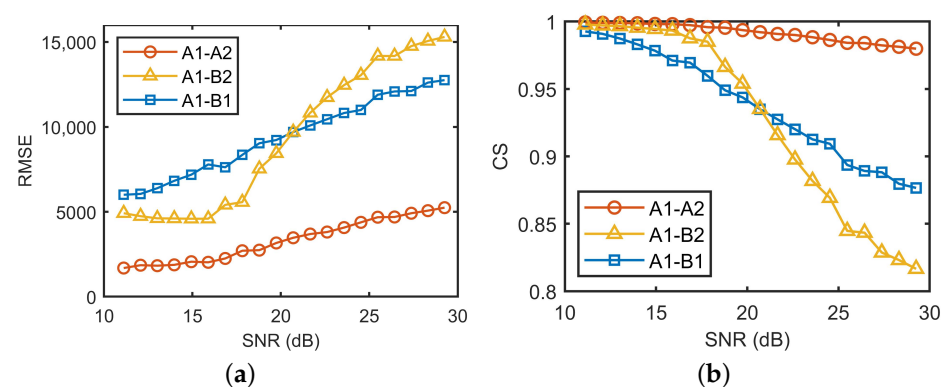 15,000
10,000
5000
0
RMSE
A1-A2
A1-B2
A1-B1
10 15 20 25 30
SNR (dB)
(a)
1
0.95
0.9
0.85
0.8
CS
A1-A2
A1-B2
A1-B1
10 15 20 25 30
SNR (dB)
(b)